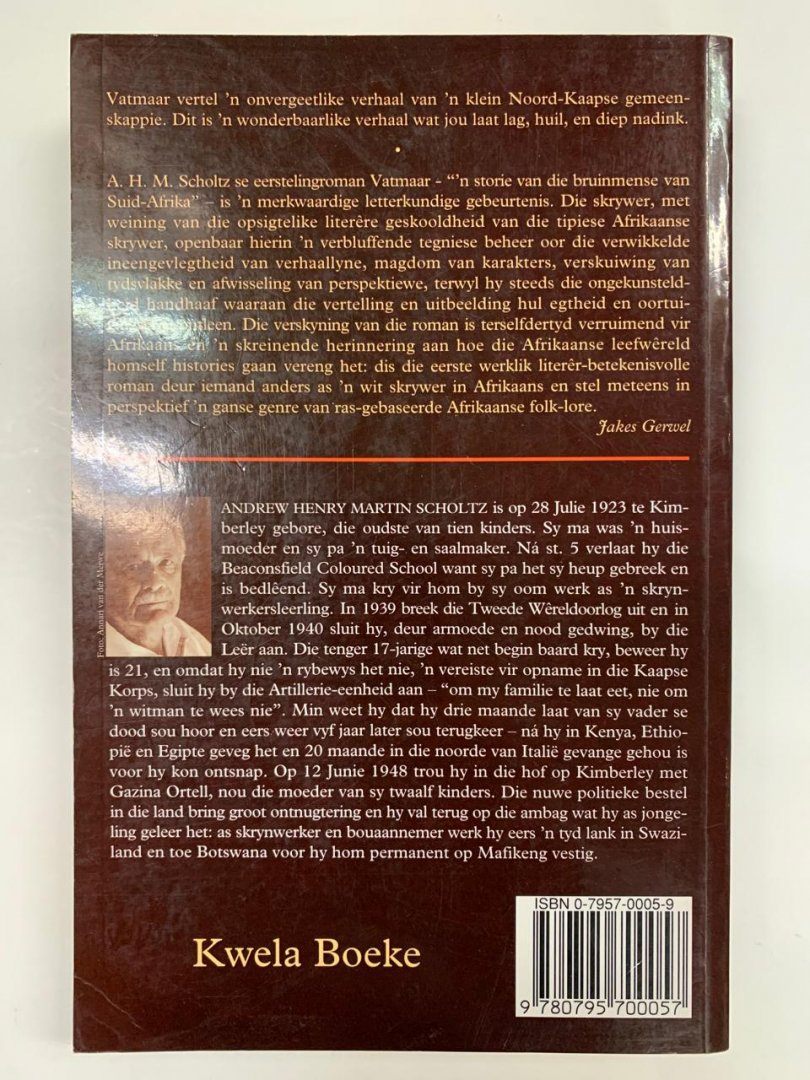 Vatmaar vertel 'n onvergeetlike verhaal van 'n klein Noord-Kaapse gemeen-
skappie. Dit is 'n wonderbaarlike verhaal wat jou laat lag, huil, en diep nadink.
•
A. H. M. Scholtz se eerstelingroman Vatmaar - “'n storie van die bruinmense van
Suid-Afrika” – is 'n merkwaardige letterkundige gebeurtenis. Die skrywer, met
weining van die opsigtelike literêre geskooldheid van die tipiese Afrikaanse
skrywer, openbaar hierin 'n verbluffende tegniese beheer oor die verwikkelde
ineengevlegtheid van verhaallyne, magdom van karakters, verskuiwing van
tydsvlakke en afwisseling van perspektiewe, terwyl hy steeds die ongekunsteld-
heid handhaaf waaraan die vertelling en uitbeelding hul egtheid en oortui-
ontleen. Die verskyning van die roman is terselfdertyd verruimend vir
Afrikaans en 'n skreinende herinnering aan hoe die Afrikaanse leefwêreld
homself histories gaan vereng het: dis die eerste werklik literêr-betekenisvolle
roman deur iemand anders as 'n wit skrywer in Afrikaans en stel meteens in
perspektief 'n ganse genre van ras-gebaseerde Afrikaanse folk-lore.
Jakes Gerwel
Foto: Annari van der Merwe
ANDREW HENRY MARTIN SCHOLTZ is op 28 Julie 1923 te Kim-
berley gebore, die oudste van tien kinders. Sy ma was 'n huis-
moeder en sy pa 'n tuig- en saalmaker. Ná st. 5 verlaat hy die
Beaconsfield Coloured School want sy pa het sy heup gebreek en
is bedlêend. Sy ma kry vir hom by sy oom werk as 'n skryn-
werkersleerling. In 1939 breek die Tweede Wêreldoorlog uit en in
Oktober 1940 sluit hy, deur armoede en nood gedwing, by die
Leër aan. Die tenger 17-jarige wat net begin baard kry, beweer hy
is 21, en omdat hy nie 'n rybewys het nie, 'n vereiste vir opname in die Kaapse
Korps, sluit hy by die Artillerie-eenheid aan – “om my familie te laat eet, nie om
'n witman te wees nie”. Min weet hy dat hy drie maande laat van sy vader se
dood sou hoor en eers weer vyf jaar later sou terugkeer – ná hy in Kenya, Ethio-
pië en Egipte geveg het en 20 maande in die noorde van Italië gevange gehou is
voor hy kon ontsnap. Op 12 Junie 1948 trou hy in die hof op Kimberley met
Gazina Ortell, nou die moeder van sy twaalf kinders. Die nuwe politieke bestel
in die land bring groot ontnugtering en hy val terug op die ambag wat hy as jonge-
ling geleer het: as skrynwerker en bouaannemer werk hy eers 'n tyd lank in Swazi-
land en toe Botswana voor hy hom permanent op Mafikeng vestig.
ISBN 0-7957-0005-9
Kwela Boeke
9 780795 700057